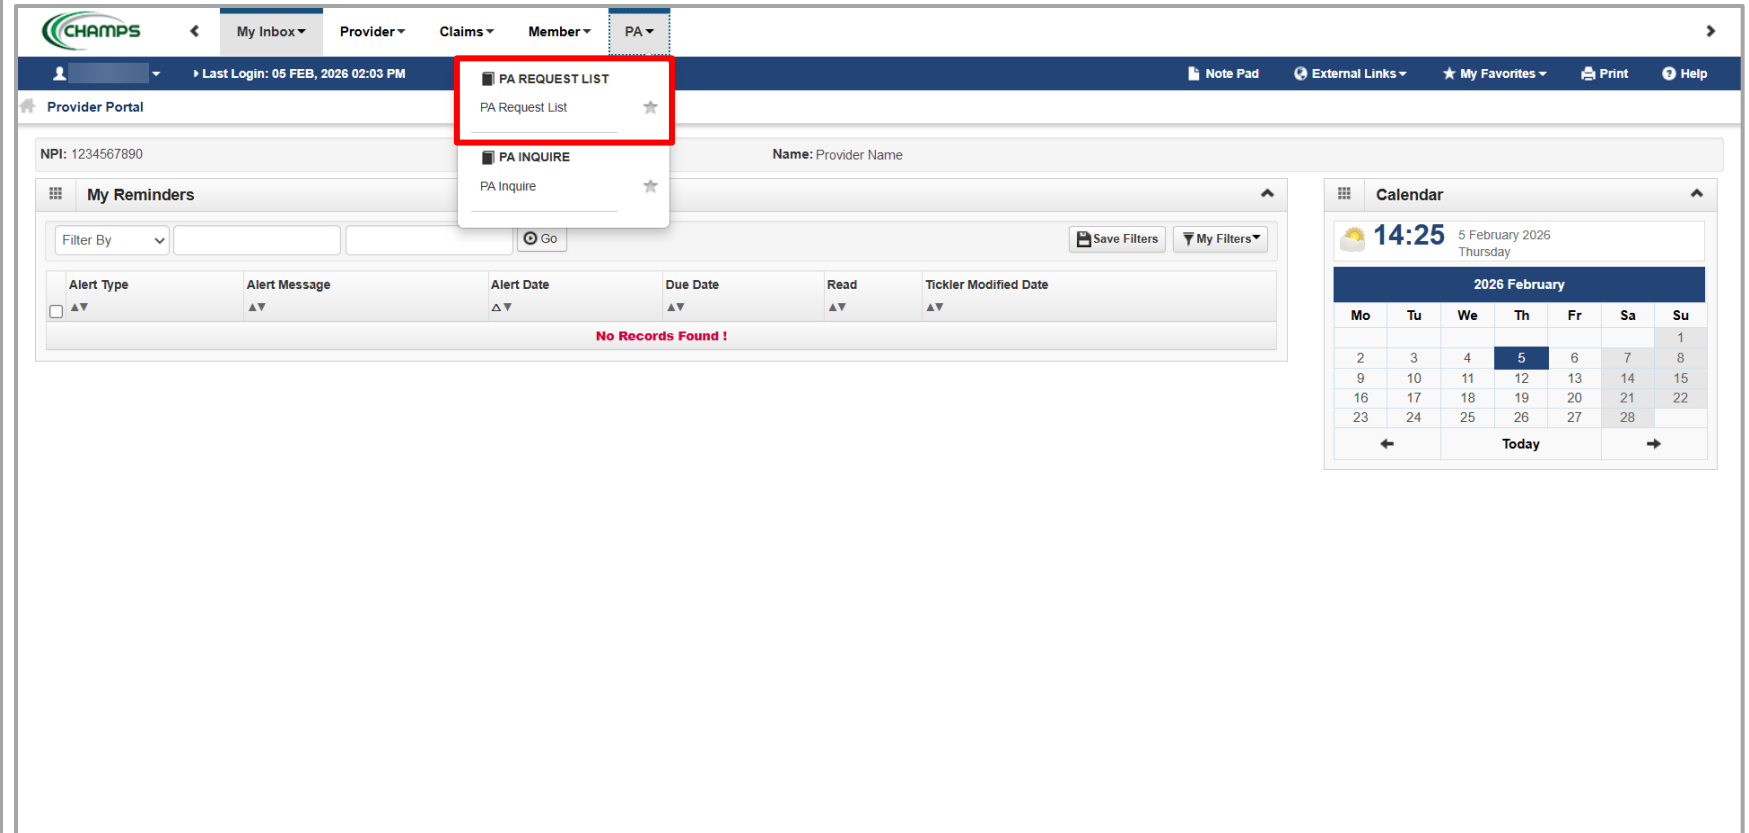 CHAMPS
My Inbox
Provider
Claims
Member
PA
Last Login: 05 FEB, 2026 02:03 PM
Note Pad
External Links
My Favorites
Print
Help
PA REQUEST LIST
PA Request List
PA INQUIRE
PA Inquire
Provider Portal
NPI: 1234567890
Name: Provider Name
My Reminders
Filter By
Go
Save Filters
My Filters
Alert Type
Alert Message
Alert Date
Due Date
Read
Tickler Modified Date
No Records Found !
Calendar
14:25
5 February 2026
Thursday
2026 February
Mo Tu We Th Fr Sa Su
1
2 3 4 5 6 7 8
9 10 11 12 13 14 15
16 17 18 19 20 21 22
23 24 25 26 27 28
Today